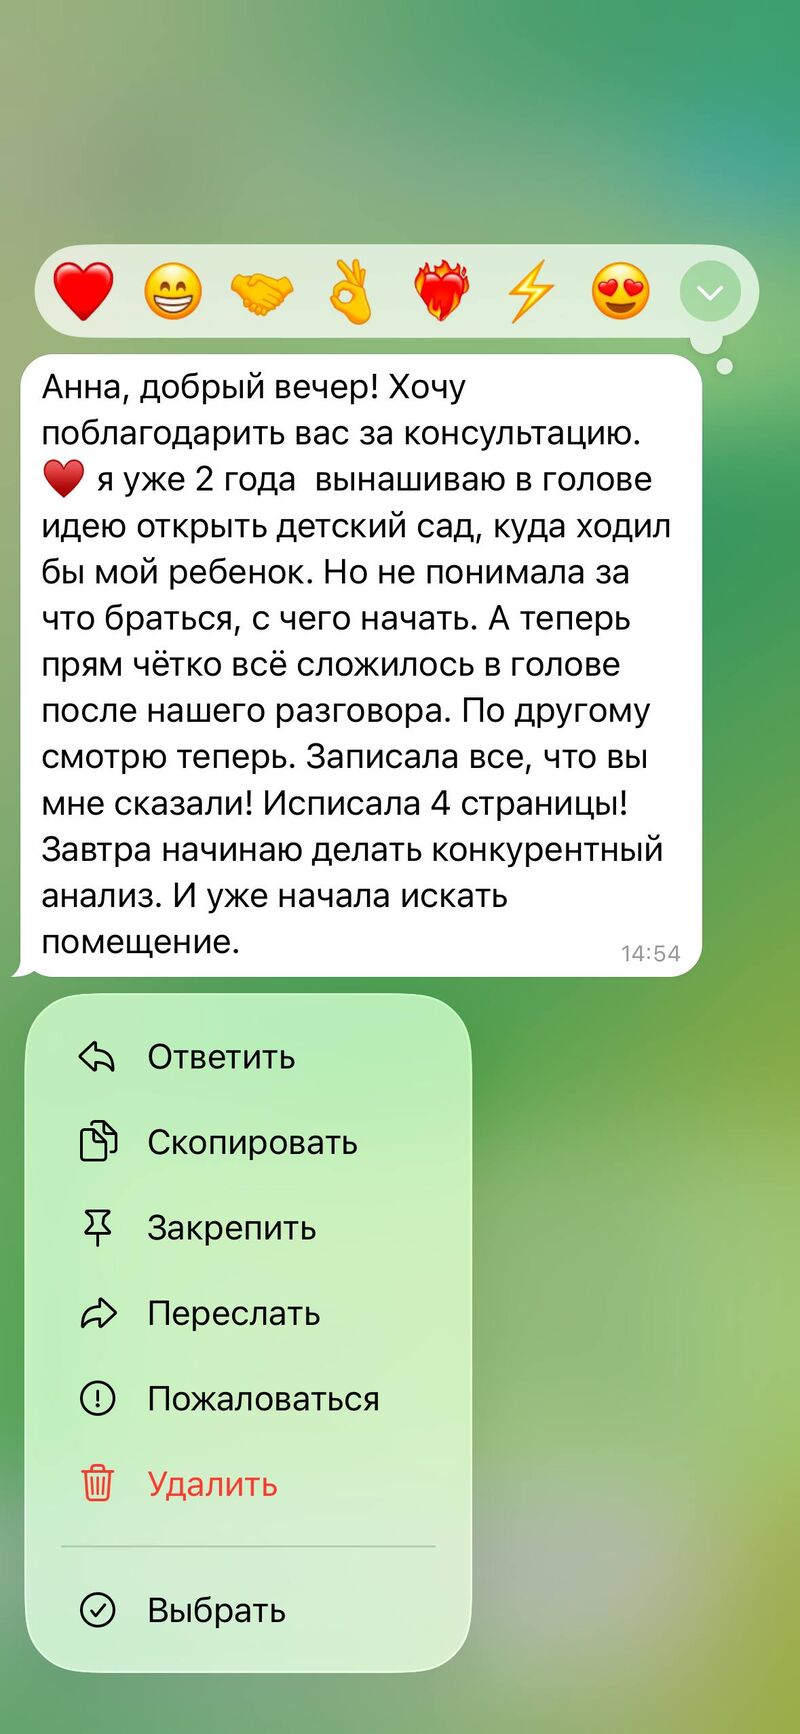 Анна, добрый вечер! Хочу
поблагодарить вас за консультацию.
♥️ я уже 2 года  вынашиваю в голове
идею открыть детский сад, куда ходил
бы мой ребенок. Но не понимала за
что браться, с чего начать. А теперь
прям чётко всё сложилось в голове
после нашего разговора. По другому
смотрю теперь. Записала все, что вы
мне сказали! Исписала 4 страницы!
Завтра начинаю делать конкурентный
анализ. И уже начала искать
помещение.
14:54
Ответить
Скопировать
Закрепить
Переслать
Пожаловаться
Удалить
Выбрать